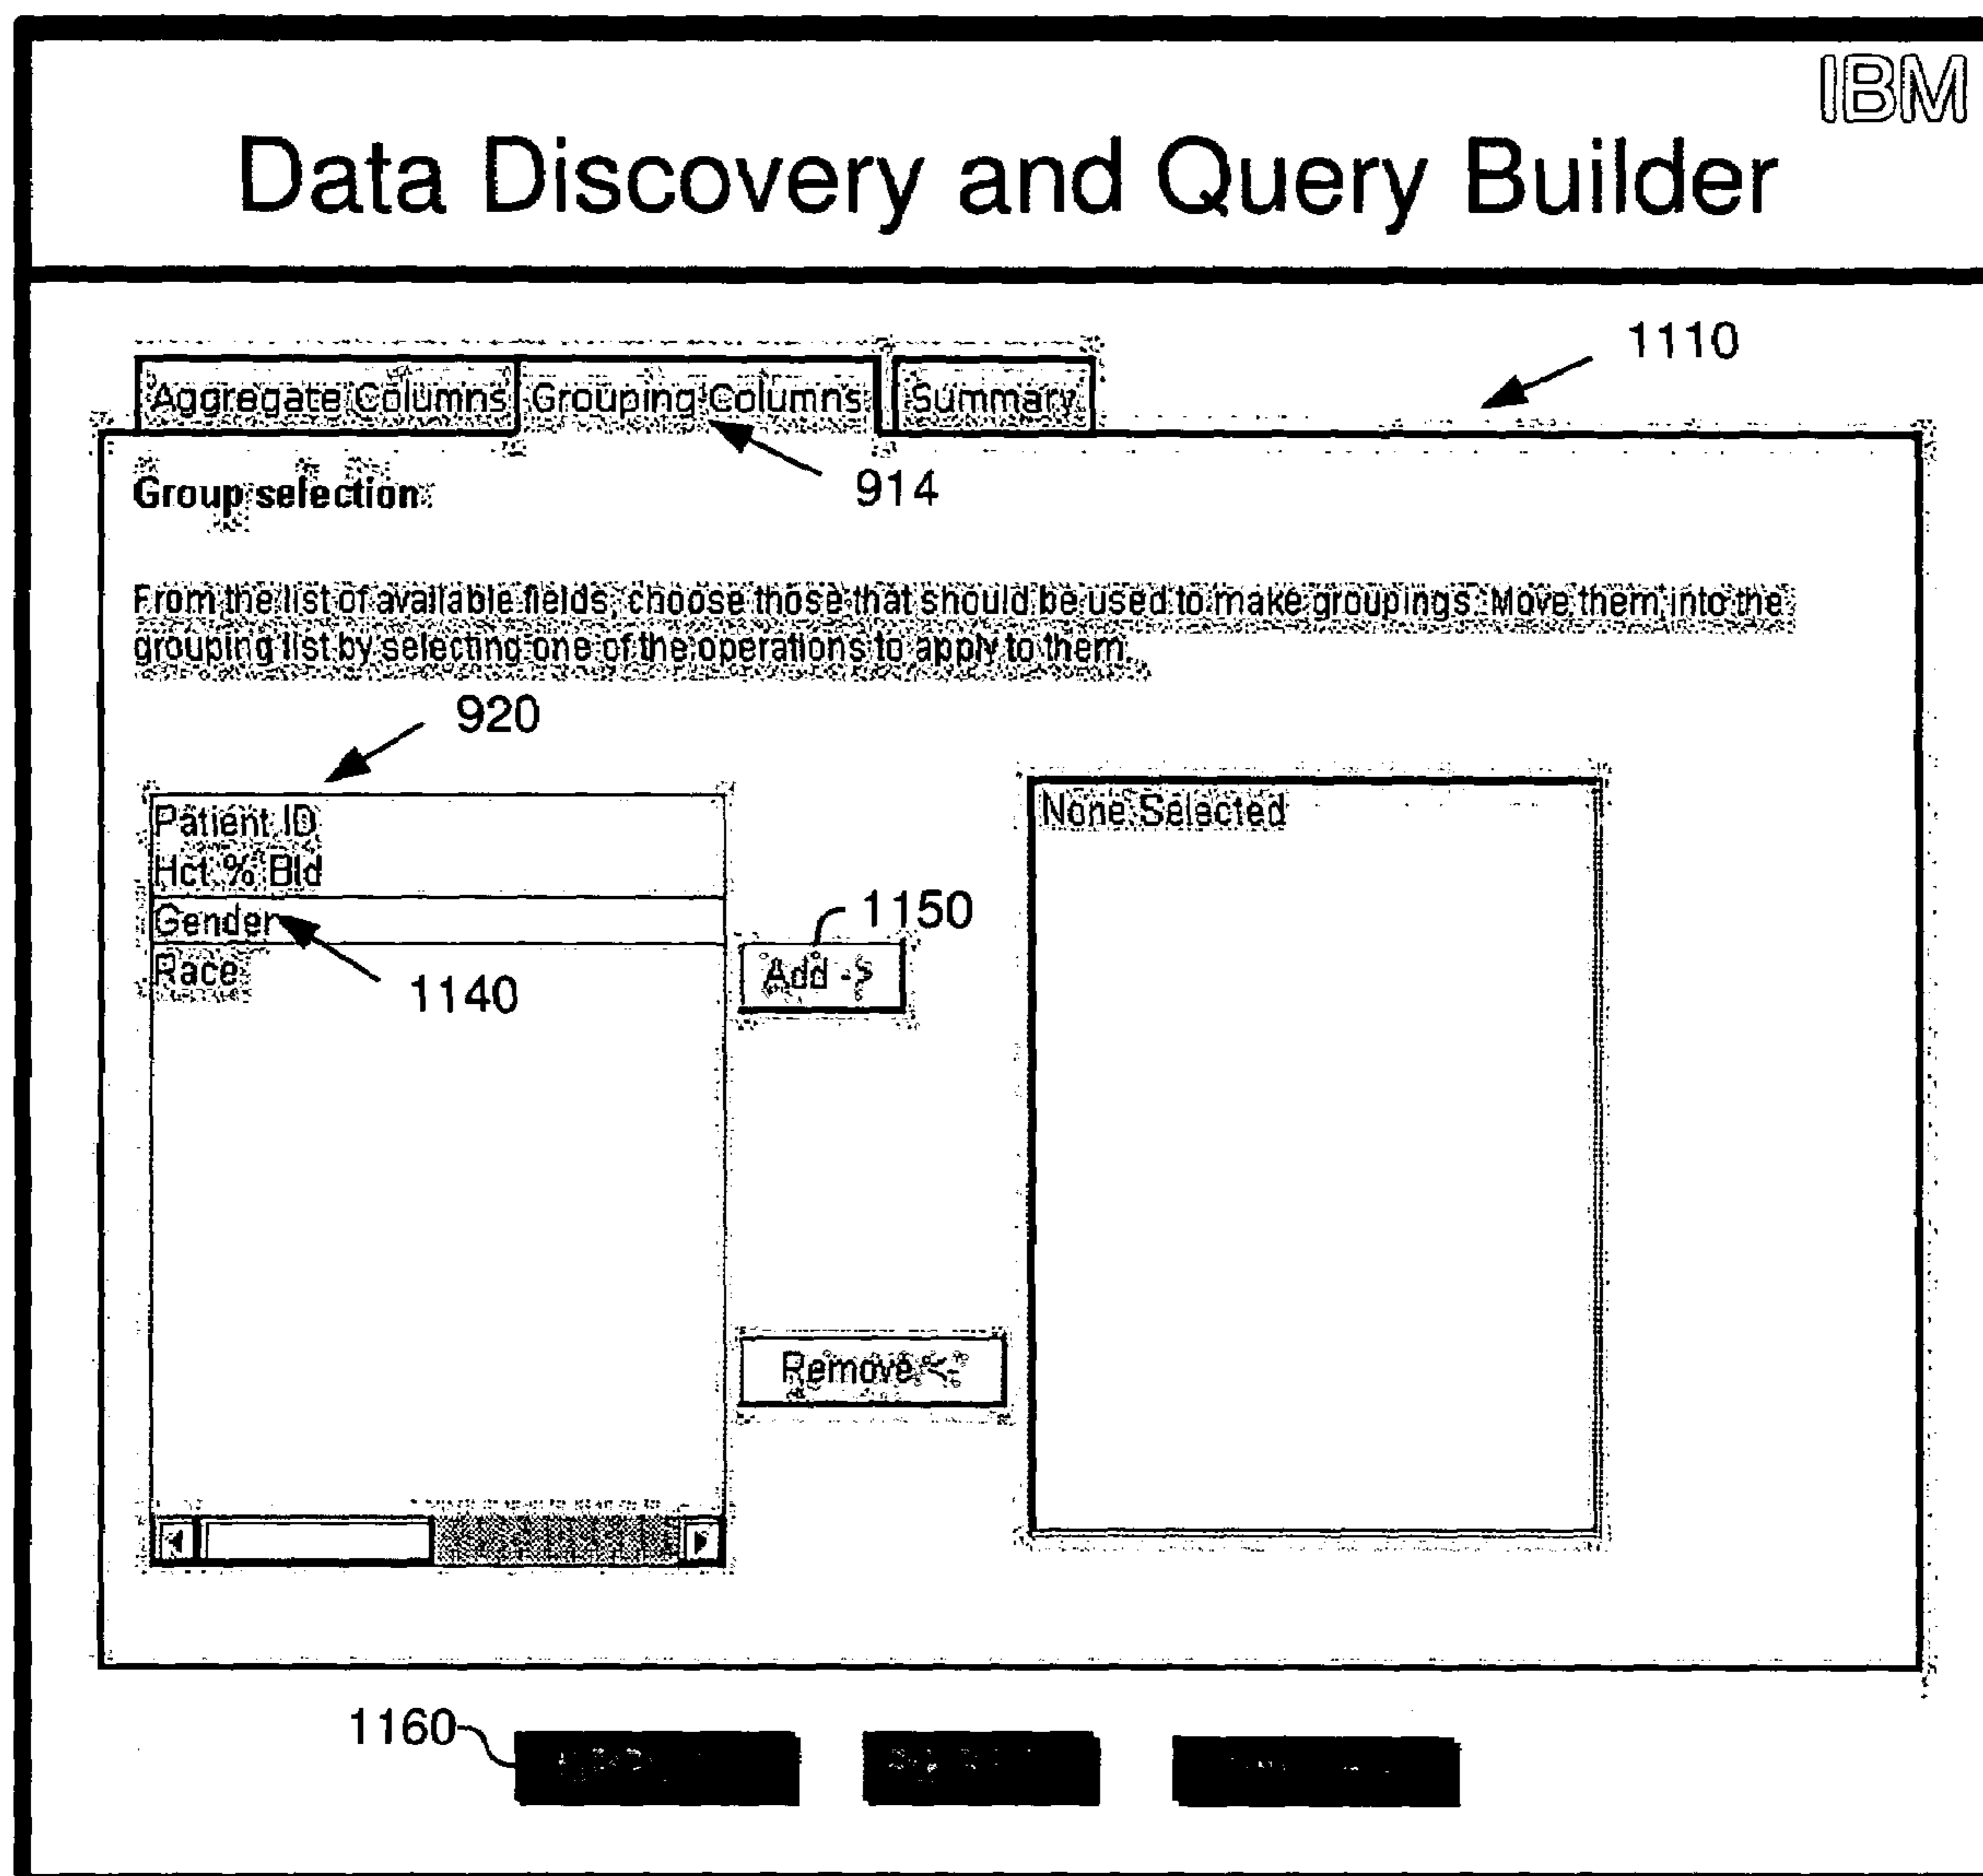 IBM
Data Discovery and Query Builder
1110
Aggregate Columns Grouping Columns Summary
914
Group selection
From the list of available fields, choose those that should be used to make groupings. Move them into the
grouping list by selecting one of the operations to apply to them.
920
Patient ID
None Selected
Hct % Bld
Gender
1150
Race
Add ->
1140
Remove <-
1160